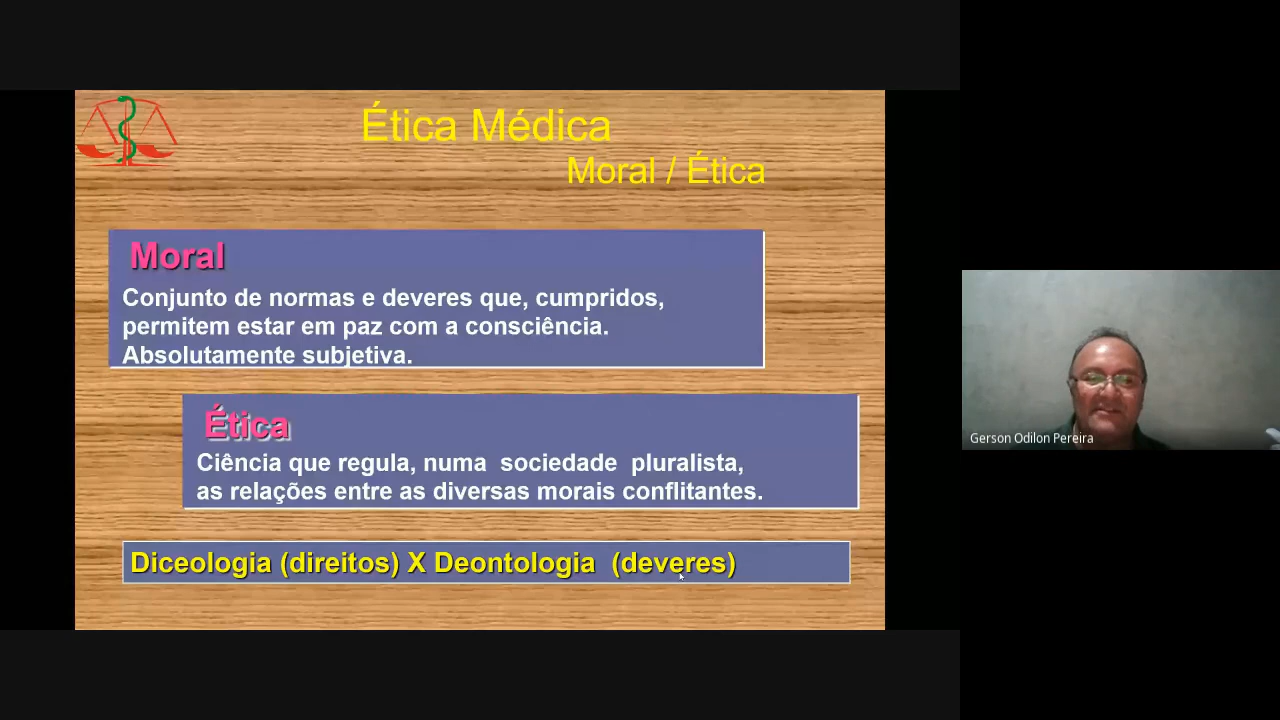 Ética Médica
Moral / Ética
Moral
Conjunto de normas e deveres que, cumpridos,
permitem estar em paz com a consciência.
Absolutamente subjetiva.
Ética
Ciência que regula, numa sociedade pluralista,
as relações entre as diversas morais conflitantes.
Diceologia (direitos) X Deontologia (deveres)
Gerson Odilon Pereira